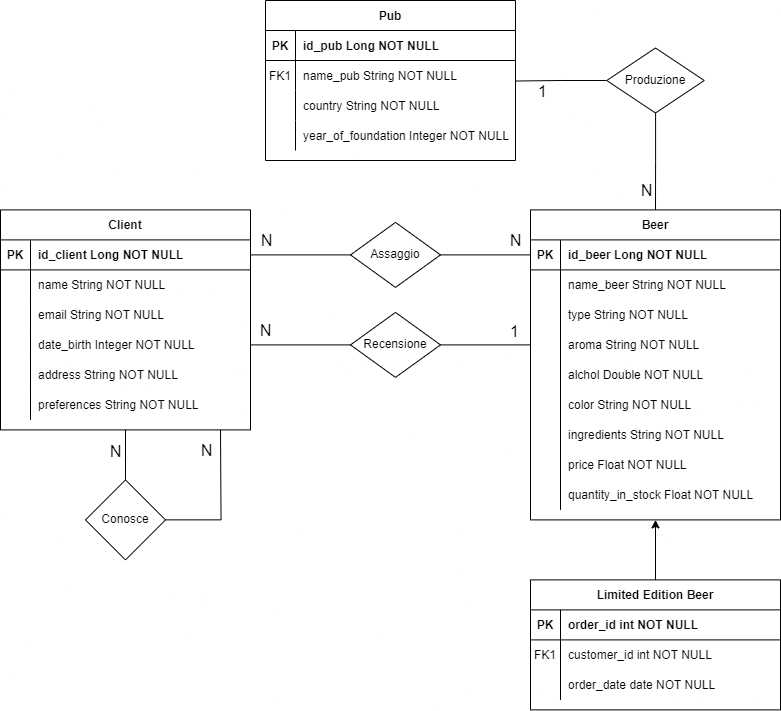 Pub
PK id_pub Long NOT NULL
FK1 name_pub String NOT NULL
country String NOT NULL
year_of_foundation Integer NOT NULL
1
Produzione
N
Client
PK id_client Long NOT NULL
name String NOT NULL
email String NOT NULL
date_birth Integer NOT NULL
address String NOT NULL
preferences String NOT NULL
N
Assaggio
N
N
Recensione
1
Beer
PK id_beer Long NOT NULL
name_beer String NOT NULL
type String NOT NULL
aroma String NOT NULL
alchol Double NOT NULL
color String NOT NULL
ingredients String NOT NULL
price Float NOT NULL
quantity_in_stock Float NOT NULL
N
N
Conosce
Limited Edition Beer
PK order_id int NOT NULL
FK1 customer_id int NOT NULL
order_date date NOT NULL